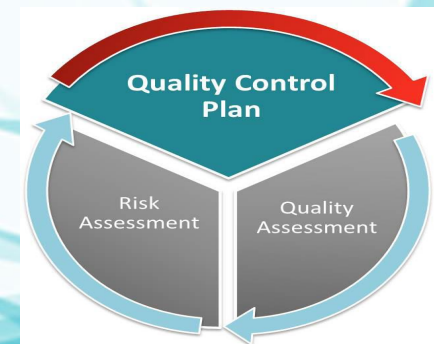 Quality Control
Plan
Risk
Assessment
Quality
Assessment